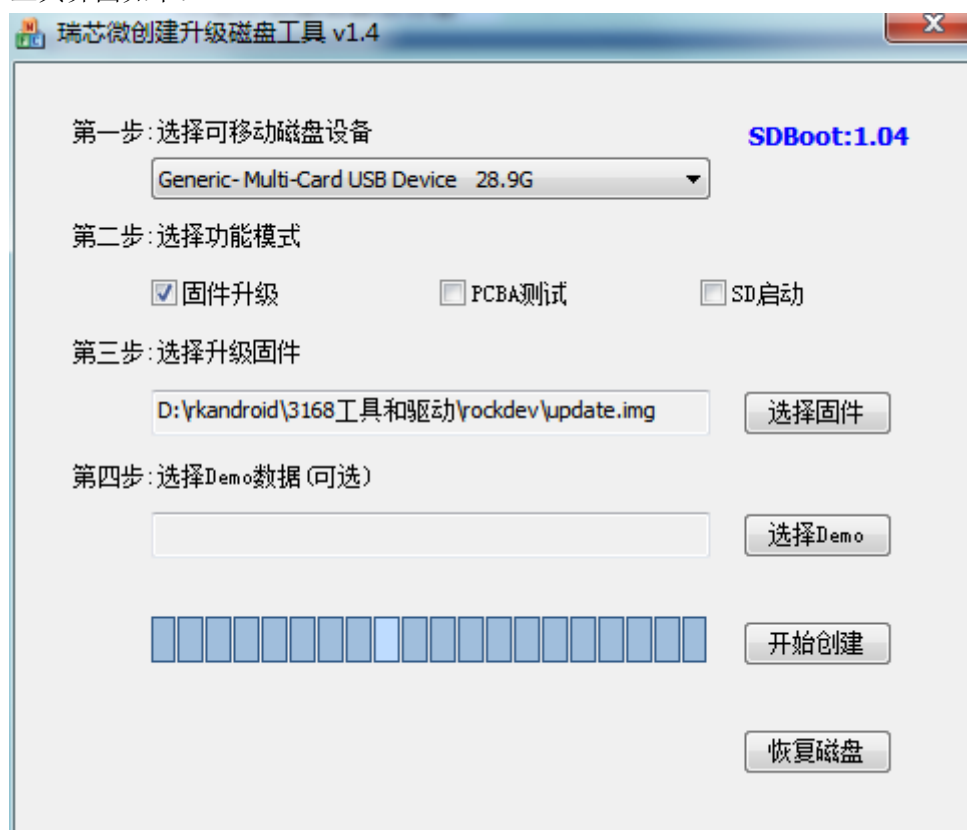 瑞芯微创建升级磁盘工具 v1.4
第一步:选择可移动磁盘设备
SDBoot:1.04
Generic- Multi-Card USB Device 28.9G
第二步:选择功能模式
固件升级 PCBA测试 SD启动
第三步:选择升级固件
D:\rkandroid\3168工具和驱动\rockdev\update.img 选择固件
第四步:选择Demo数据(可选)
选择Demo
开始创建
恢复磁盘